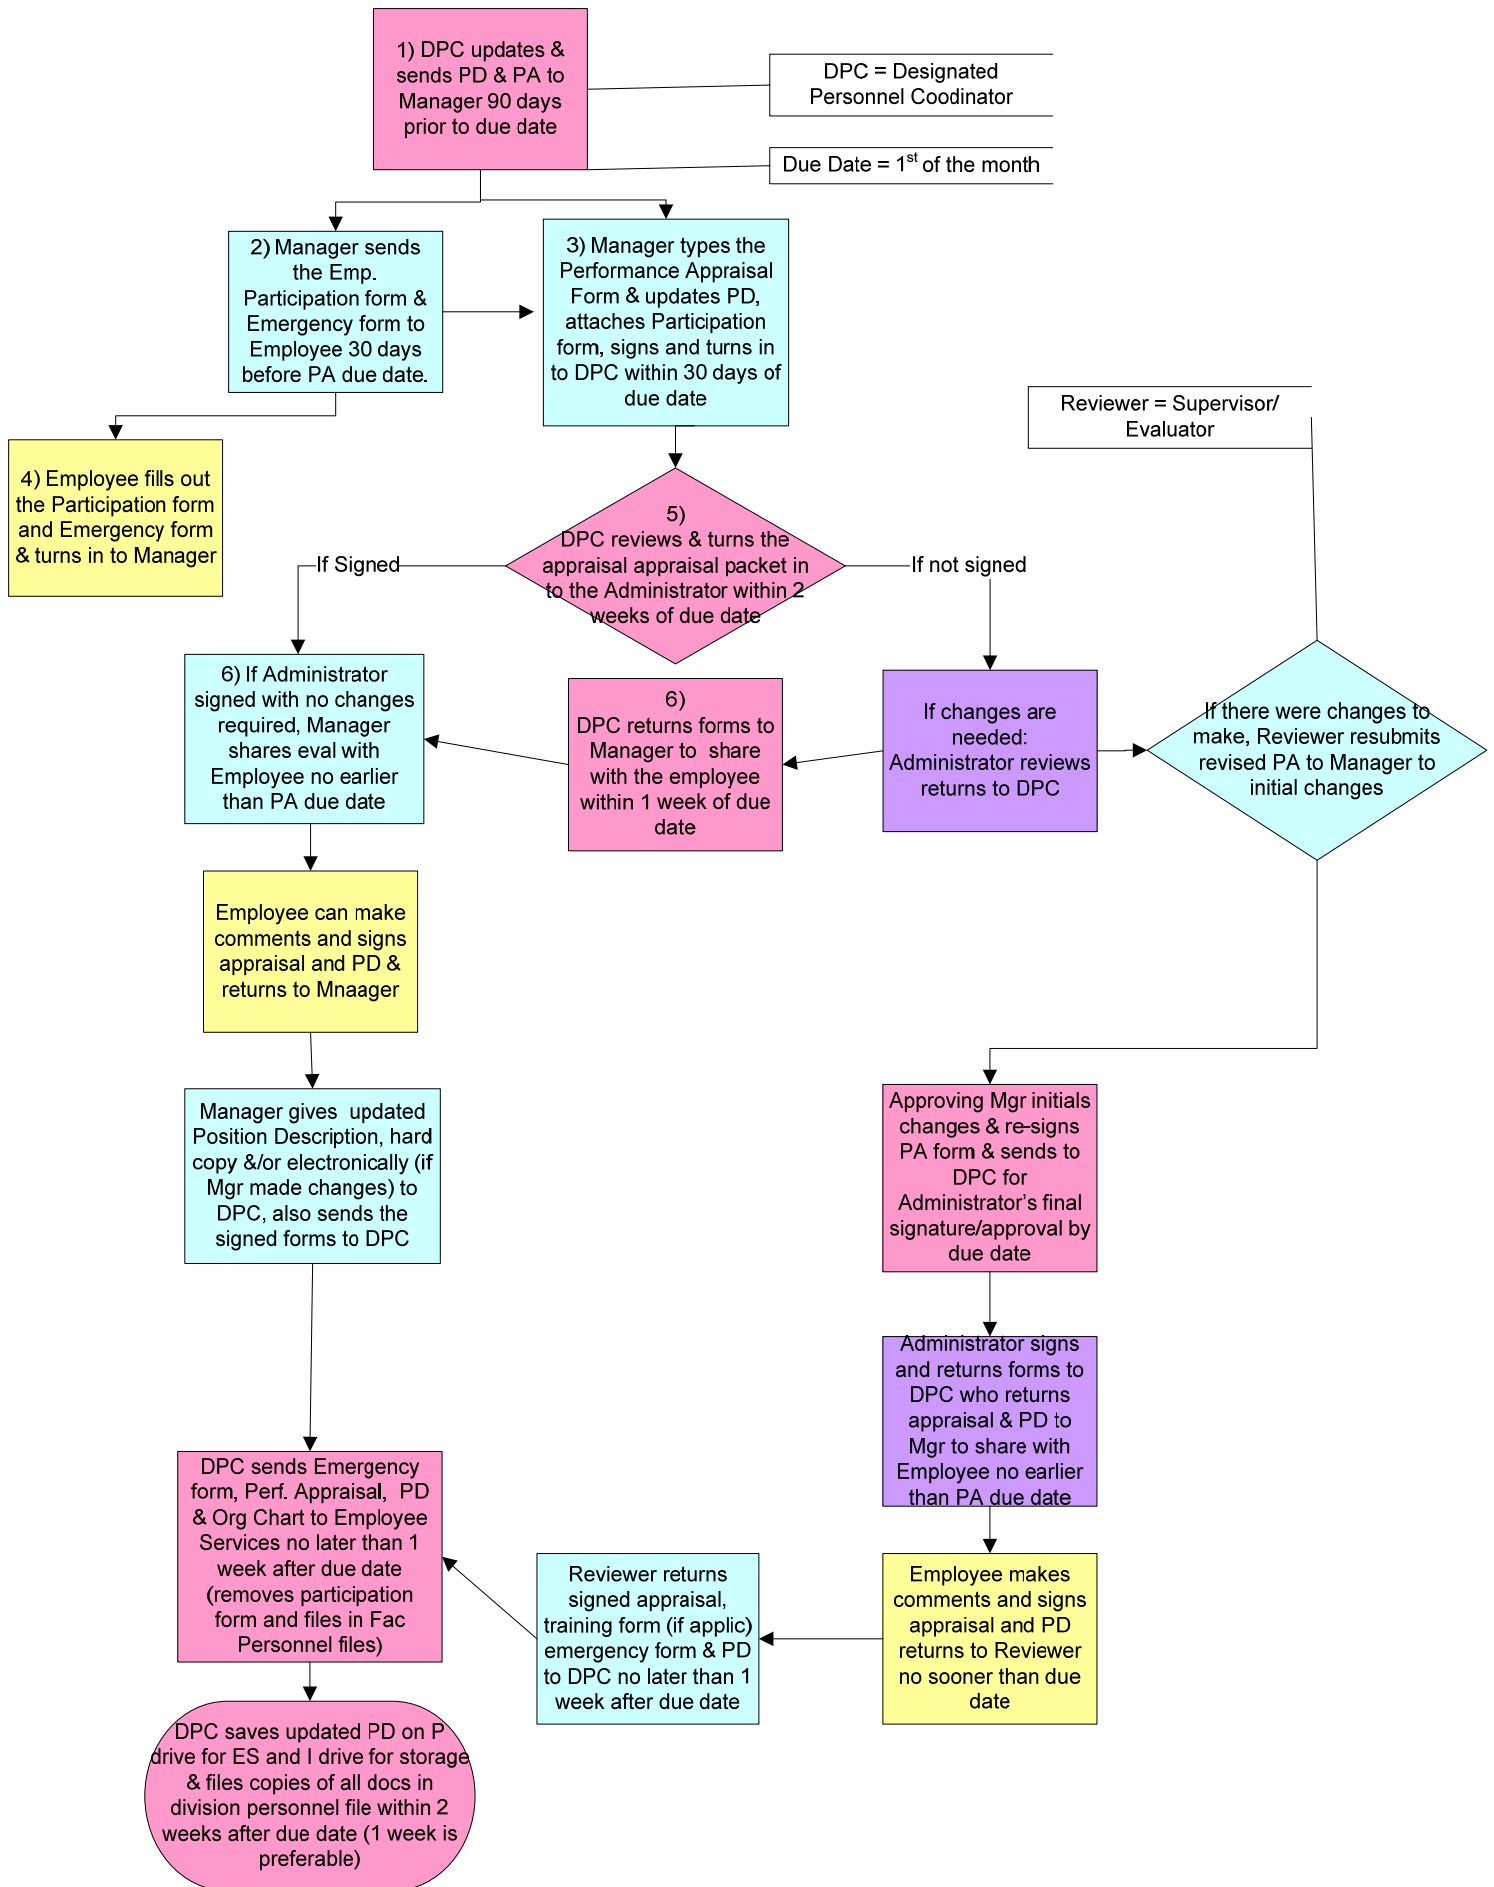 1) DPC updates &
sends PD & PA to
Manager 90 days
prior to due date
DPC = Designated
Personnel Coodinator
Due Date = 1st of the month
2) Manager sends
the Emp.
Participation form &
Emergency form to
Employee 30 days
before PA due date.
3) Manager types the
Performance Appraisal
Form & updates PD,
attaches Participation
form, signs and turns in
to DPC within 30 days of
due date
Reviewer = Supervisor/
Evaluator
4) Employee fills out
the Participation form
and Emergency form
& turns in to Manager
5)
DPC reviews & turns the
appraisal appraisal packet in
to the Administrator within 2
weeks of due date
If Signed
If not signed
6) If Administrator
signed with no changes
required, Manager
shares eval with
Employee no earlier
than PA due date
6)
DPC returns forms to
Manager to share
with the employee
within 1 week of due
date
If changes are
needed:
Administrator reviews
returns to DPC
If there were changes to
make, Reviewer resubmits
revised PA to Manager to
initial changes
Employee can make
comments and signs
appraisal and PD &
returns to Mnaager
Manager gives updated
Position Description, hard
copy &/or electronically (if
Mgr made changes) to
DPC, also sends the
signed forms to DPC
Approving Mgr initials
changes & re-signs
PA form & sends to
DPC for
Administrator's final
signature/approval by
due date
Administrator signs
and returns forms to
DPC who returns
appraisal & PD to
Mgr to share with
Employee no earlier
than PA due date
DPC sends Emergency
form, Perf. Appraisal, PD
& Org Chart to Employee
Services no later than 1
week after due date
(removes participation
form and files in Fac
Personnel files)
Reviewer returns
signed appraisal,
training form (if applic)
emergency form & PD
to DPC no later than 1
week after due date
Employee makes
comments and signs
appraisal and PD
returns to Reviewer
no sooner than due
date
DPC saves updated PD on P
drive for ES and I drive for storage
& files copies of all docs in
division personnel file within 2
weeks after due date (1 week is
preferable)